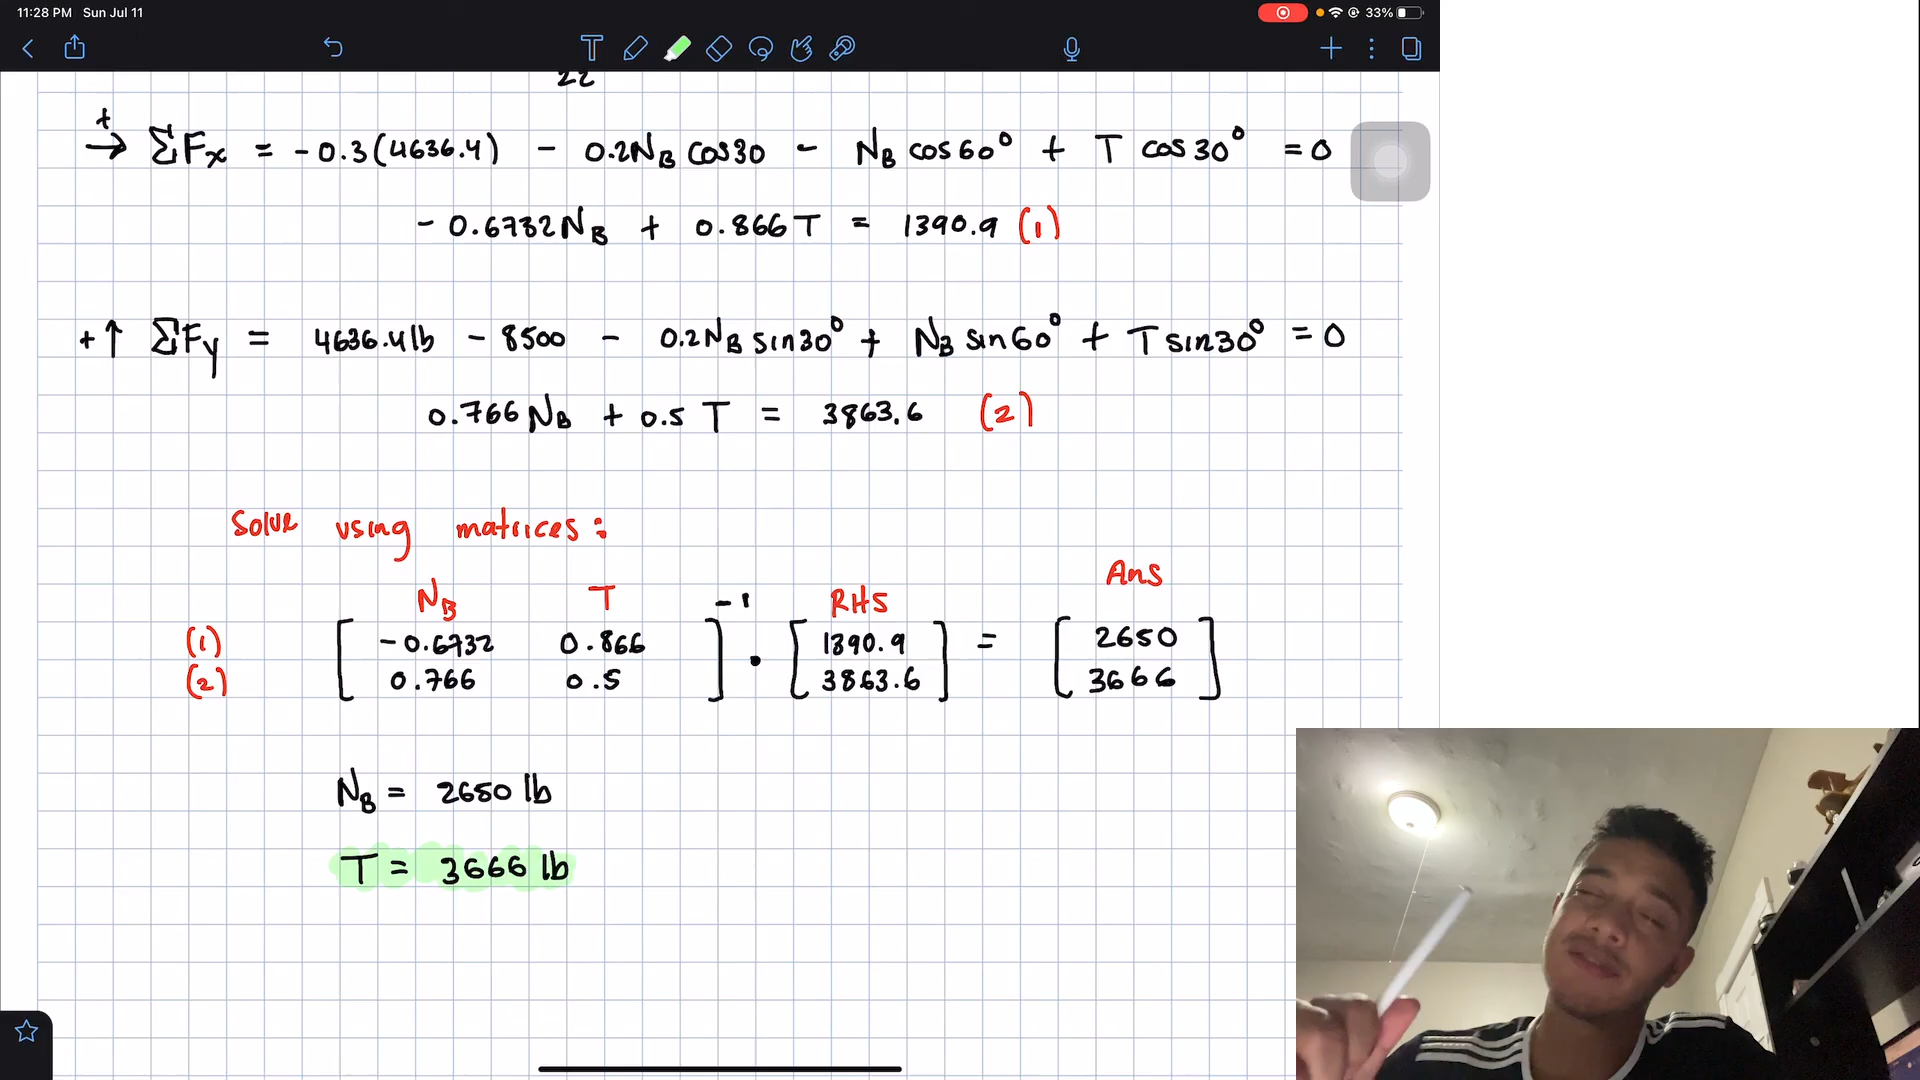 11:28 PM Sun Jul 11 33%
22
+→ ΣFx = -0.3(4636.4) - 0.2NB cos30 - NB cos60° + T cos30° = 0
-0.6732NB + 0.866T = 1390.9 (1)
+↑ ΣFy = 4636.4lb - 8500 - 0.2NB sin30° + NB sin60° + T sin30° = 0
0.766NB + 0.5T = 3863.6 (2)
Solve using matrices:
Ans
NB T -1 RHS
(1) [-0.6732 0.866] · [1390.9] = [2650]
(2) [0.766 0.5] [3863.6] [3666]
NB = 2650 lb
T = 3666 lb